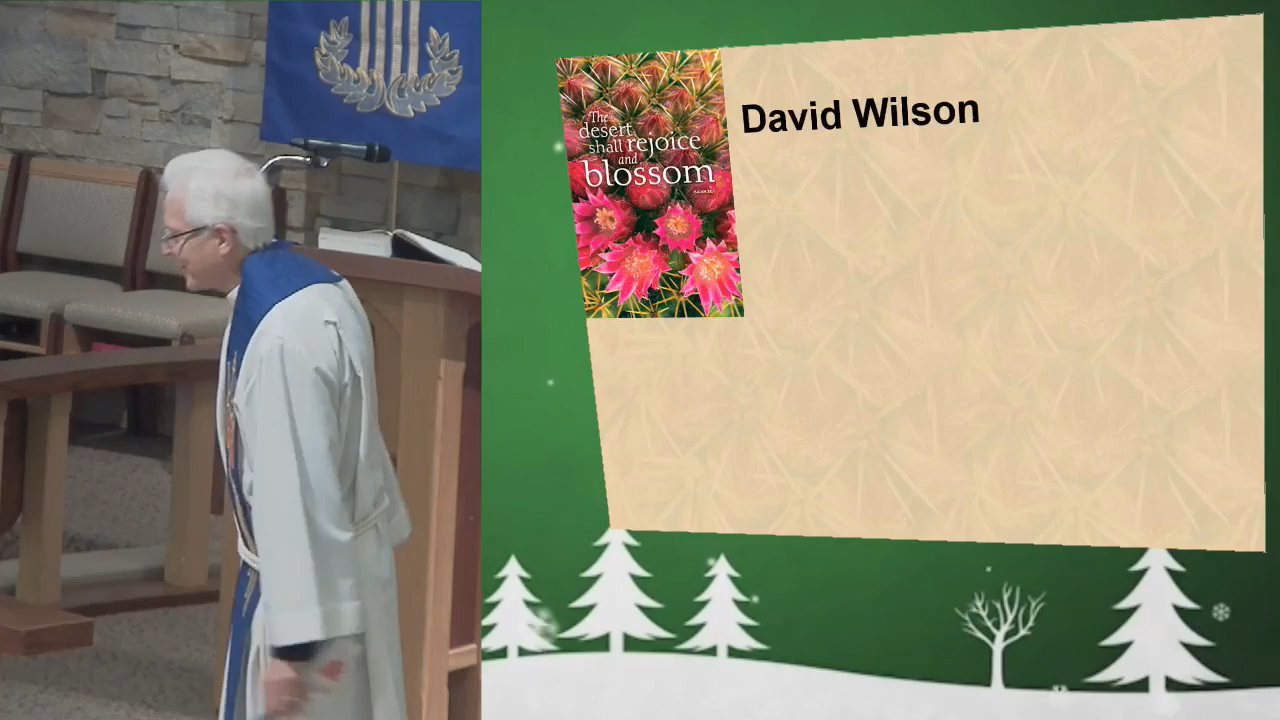 The
desert
shall rejoice
and
blossom
David Wilson